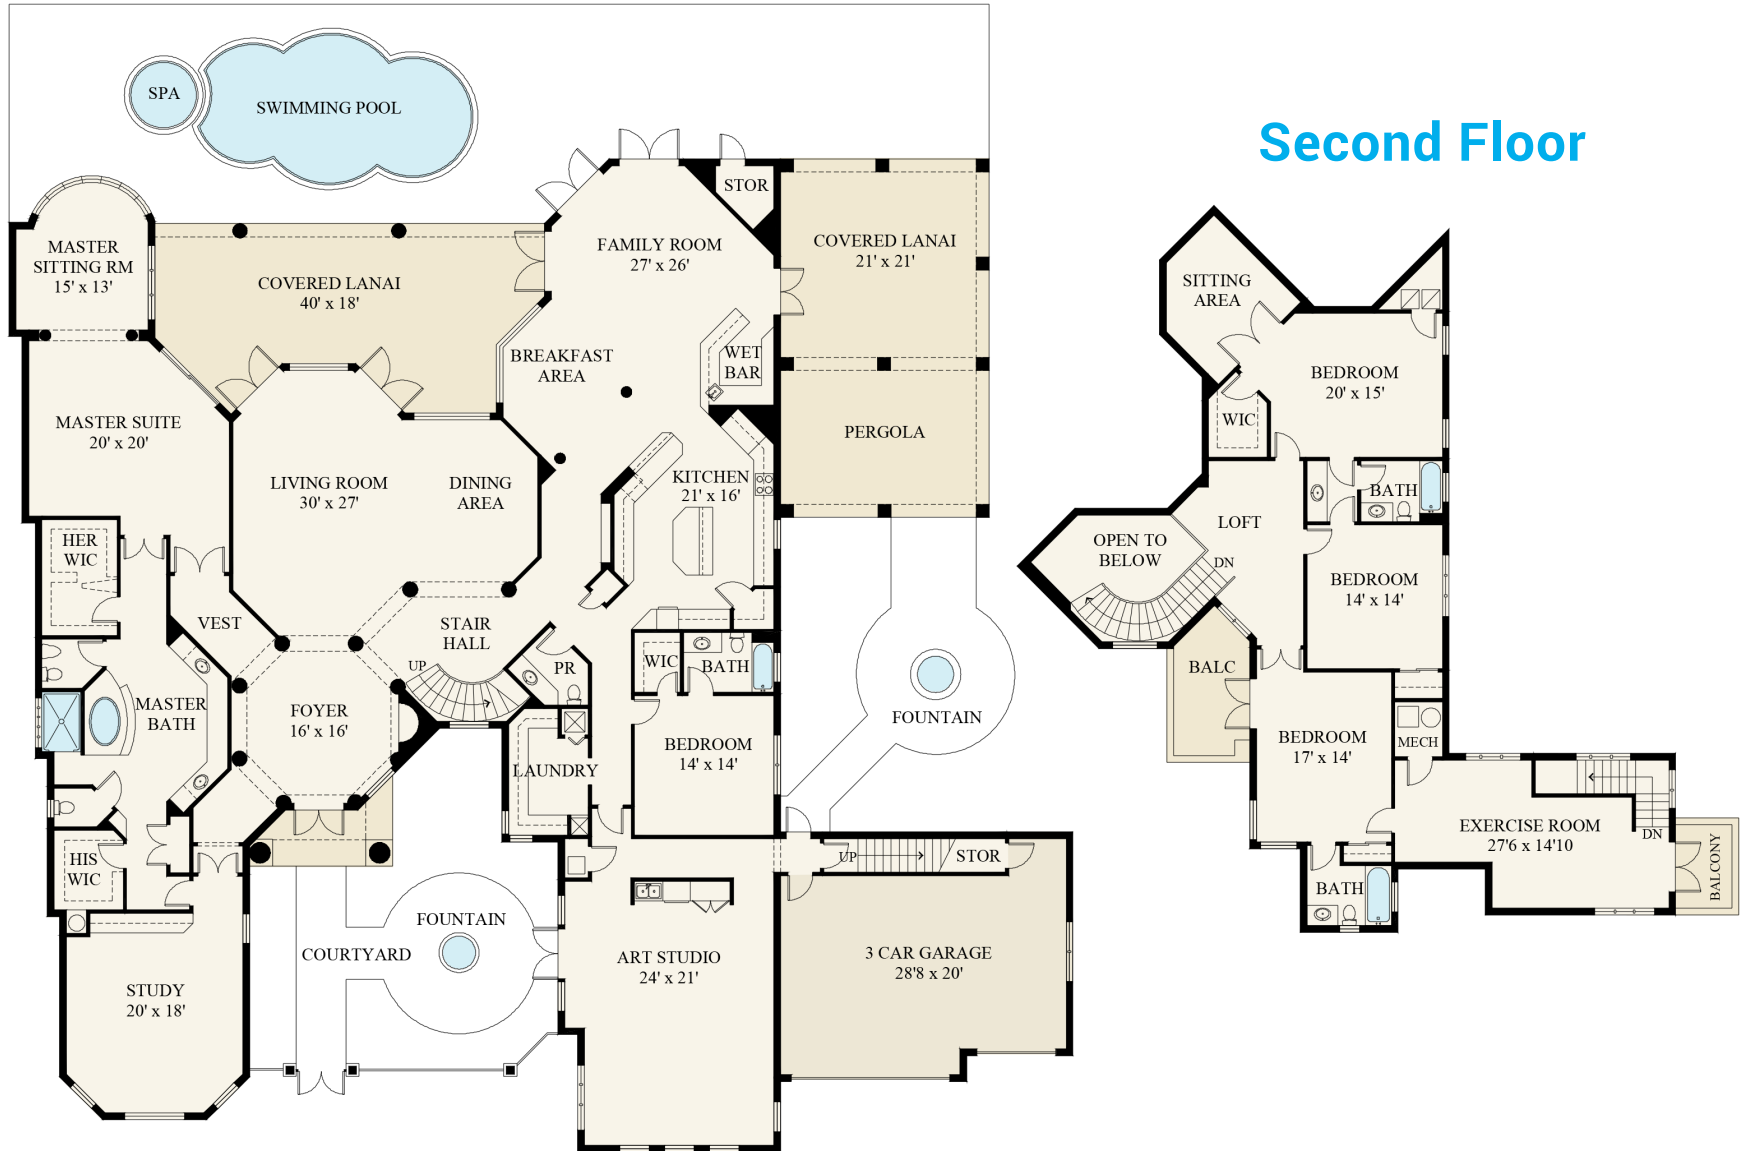 SPA
SWIMMING POOL
Second Floor
STOR
MASTER
SITTING RM
15' x 13'
COVERED LANAI
40' x 18'
FAMILY ROOM
27' x 26'
COVERED LANAI
21' x 21'
BREAKFAST
AREA
WET
BAR
MASTER SUITE
20' x 20'
PERGOLA
LIVING ROOM
30' x 27'
DINING
AREA
KITCHEN
21' x 16'
HER
WIC
VEST
STAIR
HALL
UP
PR
WIC
BATH
MASTER
BATH
FOYER
16' x 16'
FOUNTAIN
BEDROOM
14' x 14'
LAUNDRY
HIS
WIC
UP
STOR
FOUNTAIN
COURTYARD
ART STUDIO
24' x 21'
3 CAR GARAGE
28'8 x 20'
STUDY
20' x 18'
SITTING
AREA
BEDROOM
20' x 15'
WIC
BATH
LOFT
OPEN TO
BELOW
DN
BEDROOM
14' x 14'
BALC
BEDROOM
17' x 14'
MECH
EXERCISE ROOM
27'6 x 14'10
DN
BALCONY
BATH